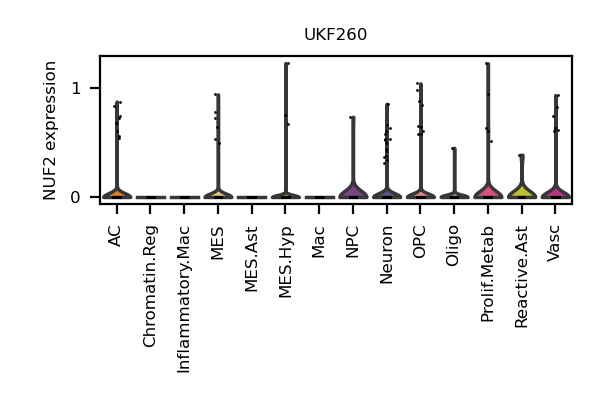 UKF260
NUF2 expression
1
0
AC
Chromatin.Reg
Inflammatory.Mac
MES
MES.Ast
MES.Hyp
Mac
NPC
Neuron
OPC
Oligo
Prolif.Metab
Reactive.Ast
Vasc